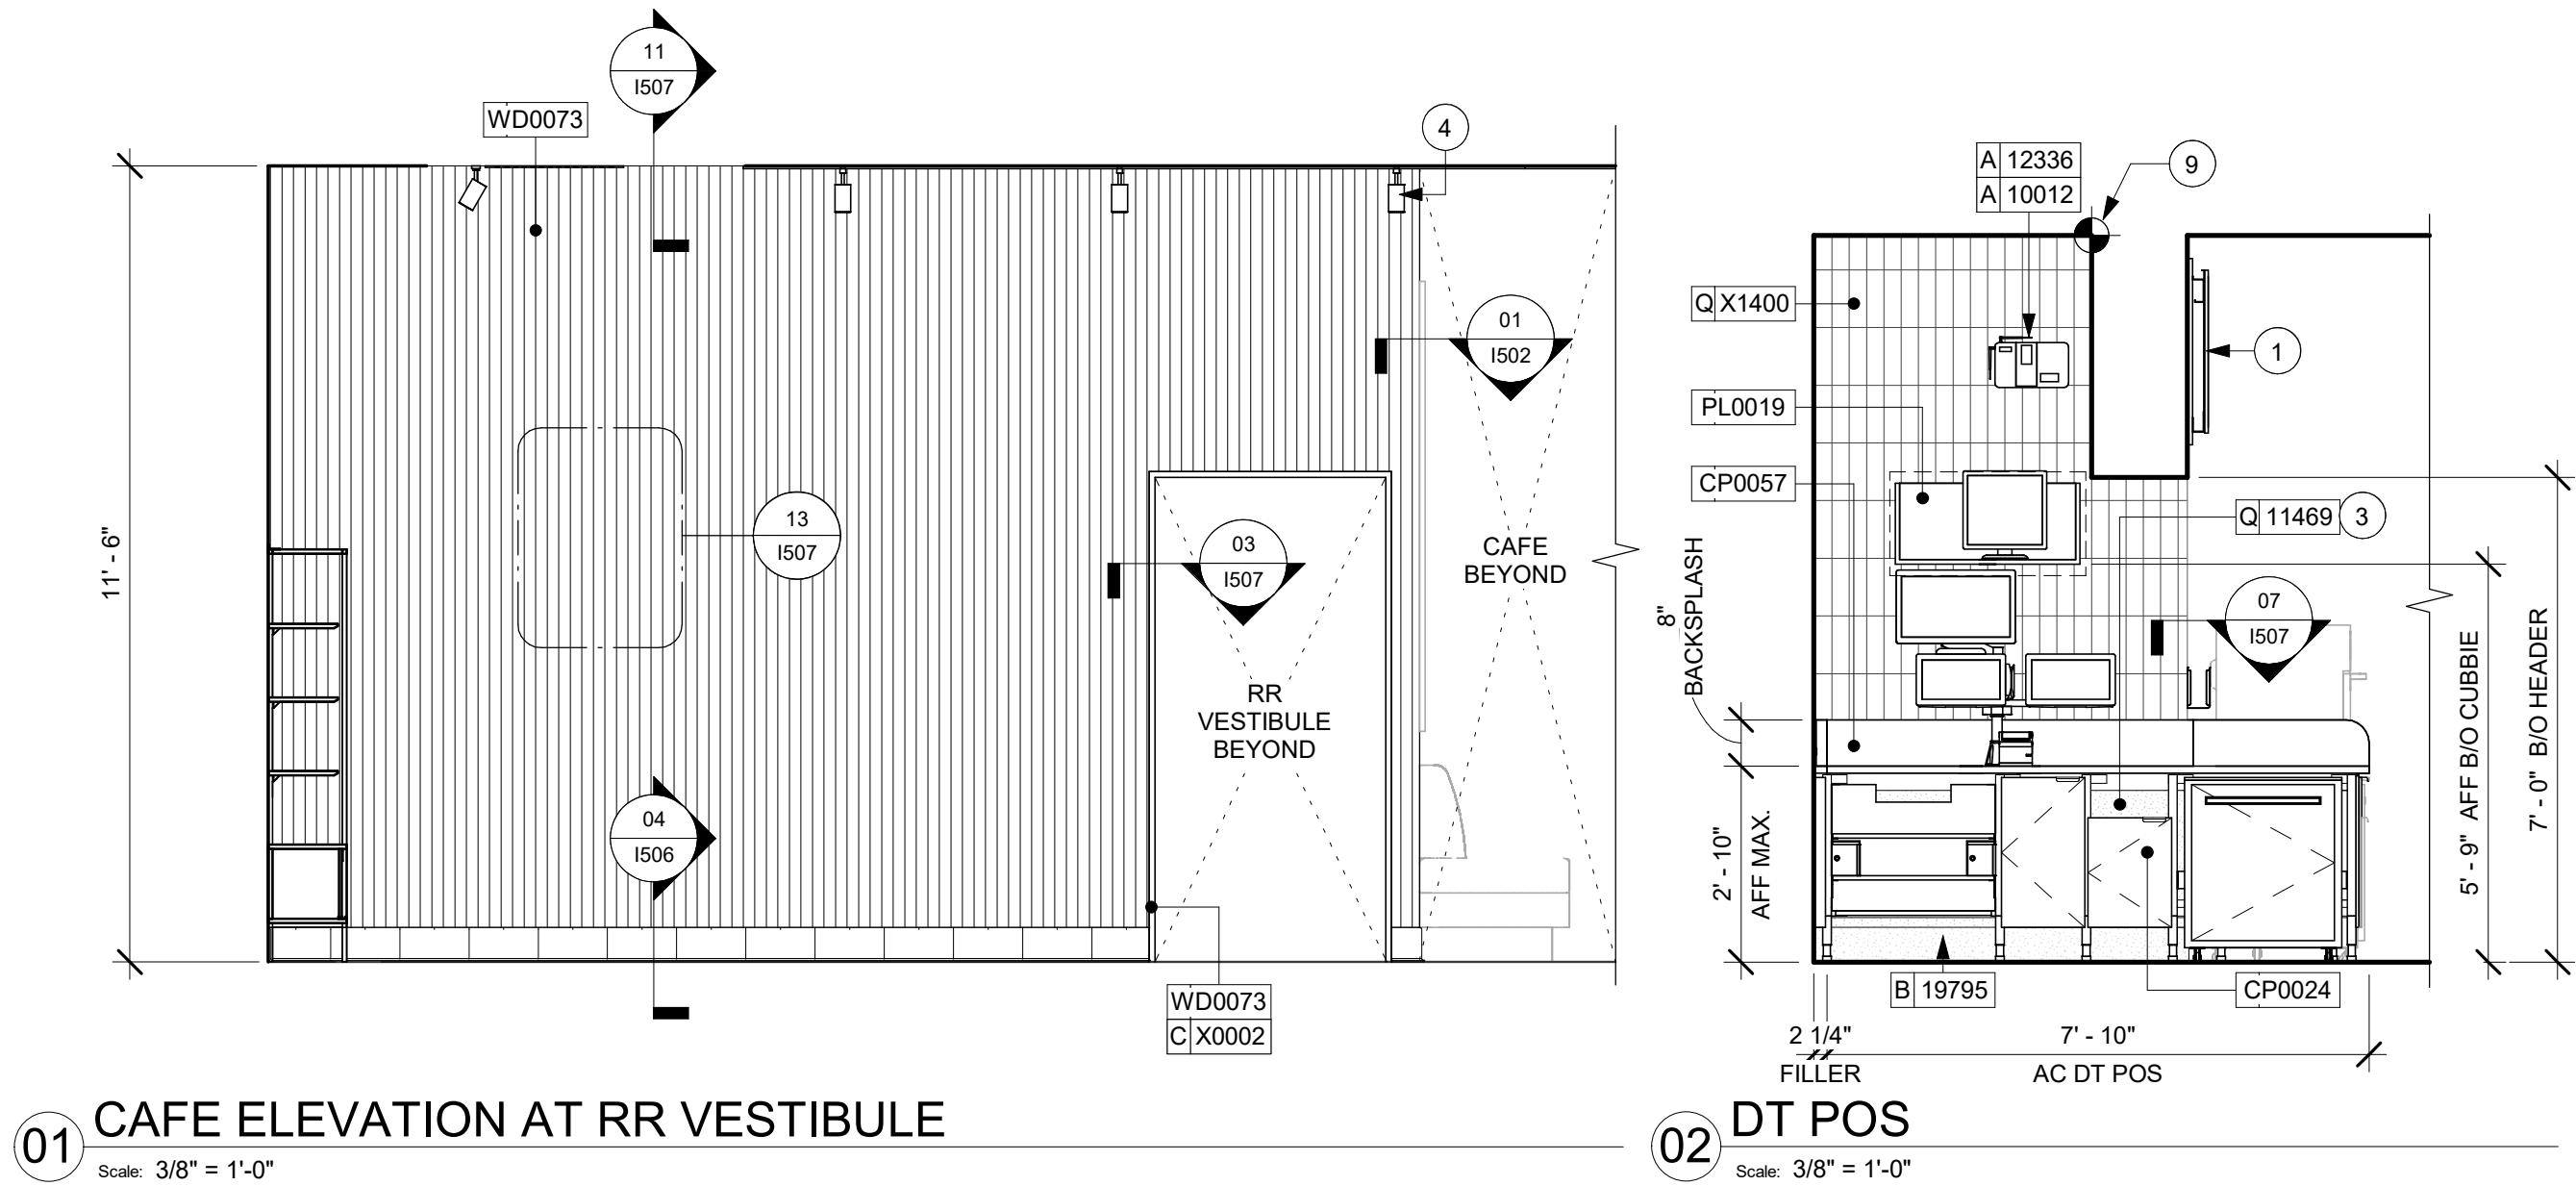 11
I507
WD0073
4
11' - 6"
13
I507
01
I502
03
I507
CAFE
BEYOND
RR
VESTIBULE
BEYOND
04
I506
WD0073
C X0002
01
CAFE ELEVATION AT RR VESTIBULE
Scale: 3/8" = 1'-0"
A 12336
A 10012
9
Q X1400
1
PL0019
CP0057
Q 11469 3
07
I507
8"
BACKSPLASH
2' - 10"
AFF MAX.
5' - 9" AFF B/O CUBBIE
7' - 0" B/O HEADER
B 19795
CP0024
2 1/4"
FILLER
7' - 10"
AC DT POS
02
DT POS
Scale: 3/8" = 1'-0"